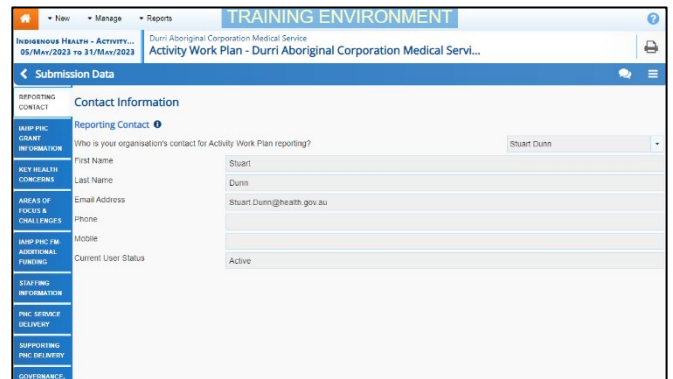 New Manage Reports TRAINING ENVIRONMENT ?
INDIGENOUS HEALTH - ACTIVITY...
05/MAY/2023 TO 31/MAY/2023
Durri Aboriginal Corporation Medical Service
Activity Work Plan - Durri Aboriginal Corporation Medical Servi...
Submission Data
REPORTING CONTACT
IAHP PHC GRANT INFORMATION
KEY HEALTH CONCERNS
AREAS OF FOCUS & CHALLENGES
IAHP PHC FM- ADDITIONAL FUNDING
STAFFING INFORMATION
PHC SERVICE DELIVERY
SUPPORTING PHC DELIVERY
GOVERNANCE-
Contact Information
Reporting Contact
Who is your organisation's contact for Activity Work Plan reporting? Stuart Dunn
First Name Stuart
Last Name Dunn
Email Address Stuart.Dunn@health.gov.au
Phone
Mobile
Current User Status Active